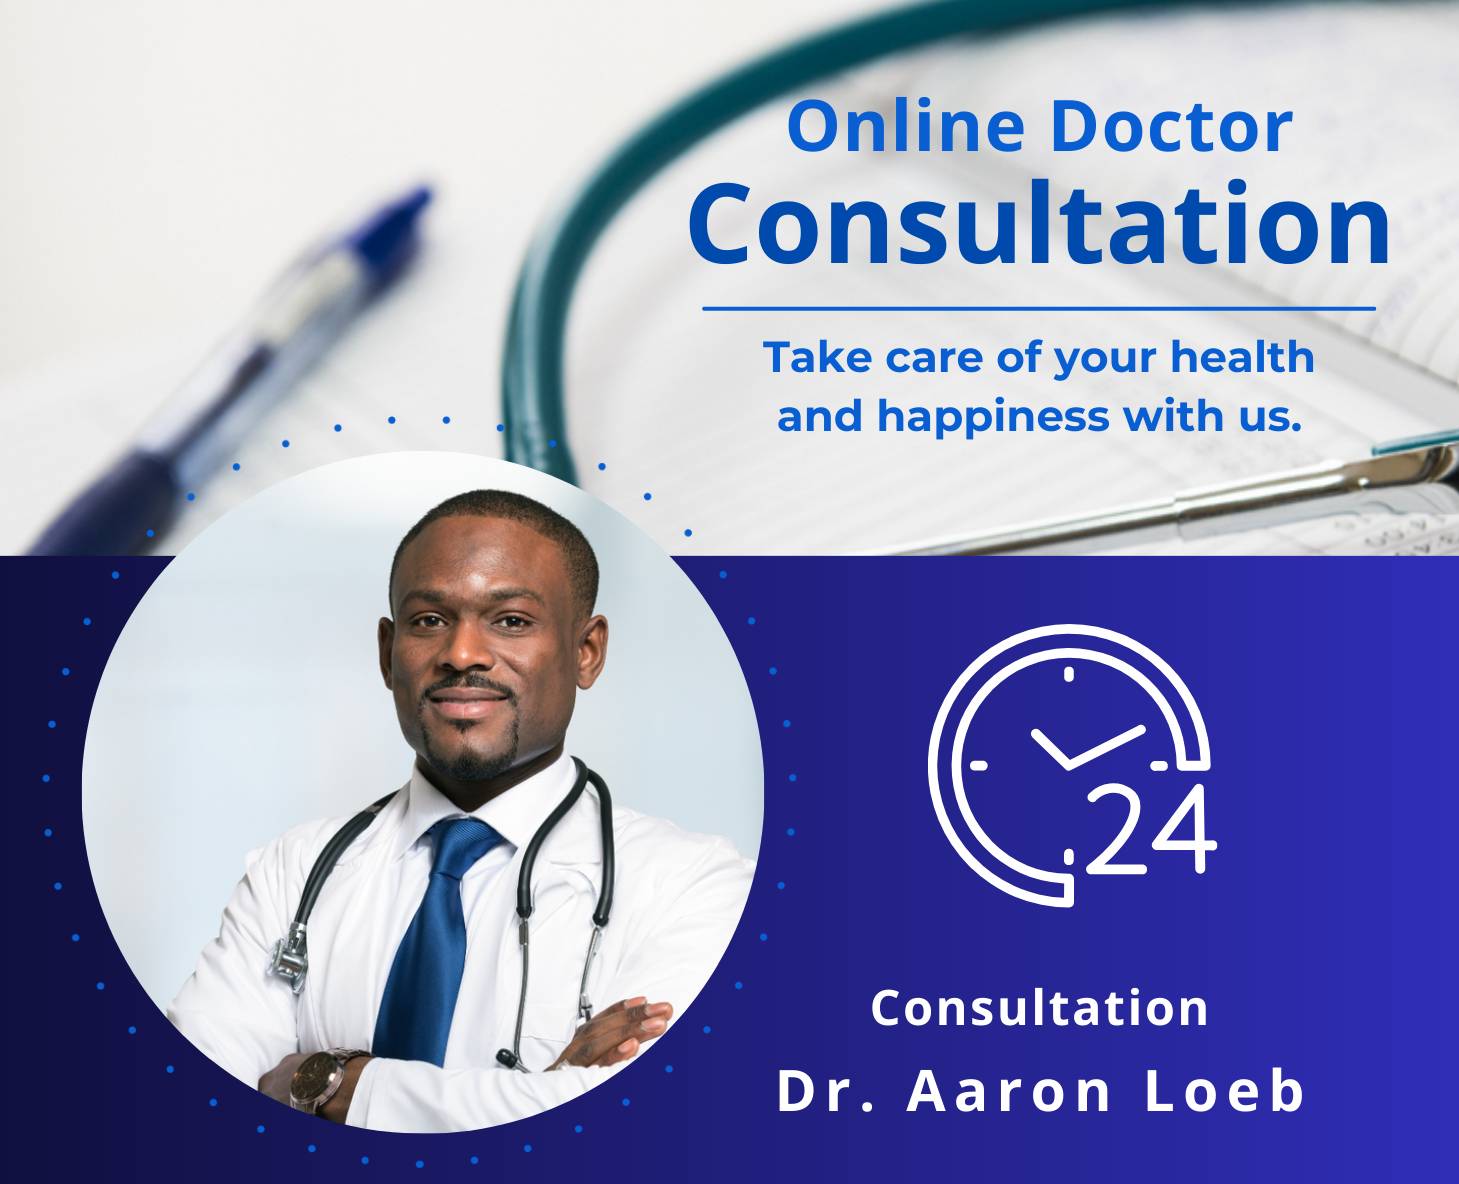 Online Doctor
Consultation
Take care of your health
and happiness with us.
24
Consultation
Dr. Aaron Loeb